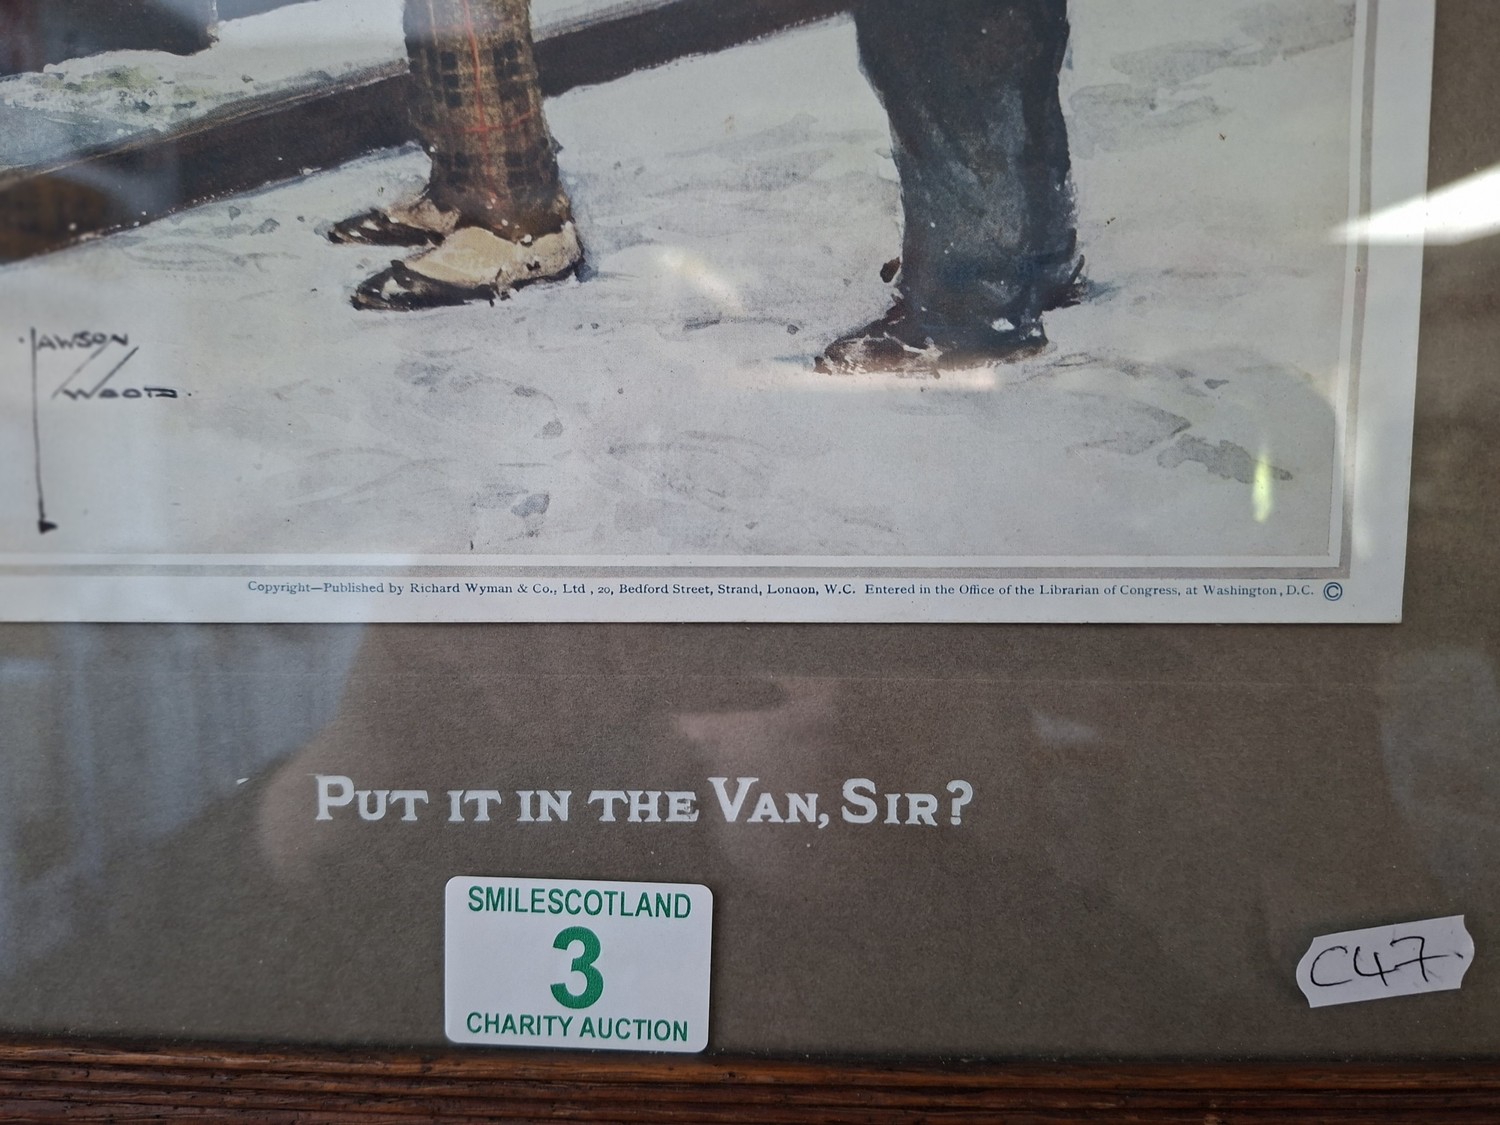 LAWSON
WOOD.
Copyright—Published by Richard Wyman & Co., Ltd , 20, Bedford Street, Strand, London, W.C. Entered in the Office of the Librarian of Congress, at Washington, D.C. ©
PUT IT IN THE VAN, SIR?
SMILESCOTLAND
3
CHARITY AUCTION
C47.